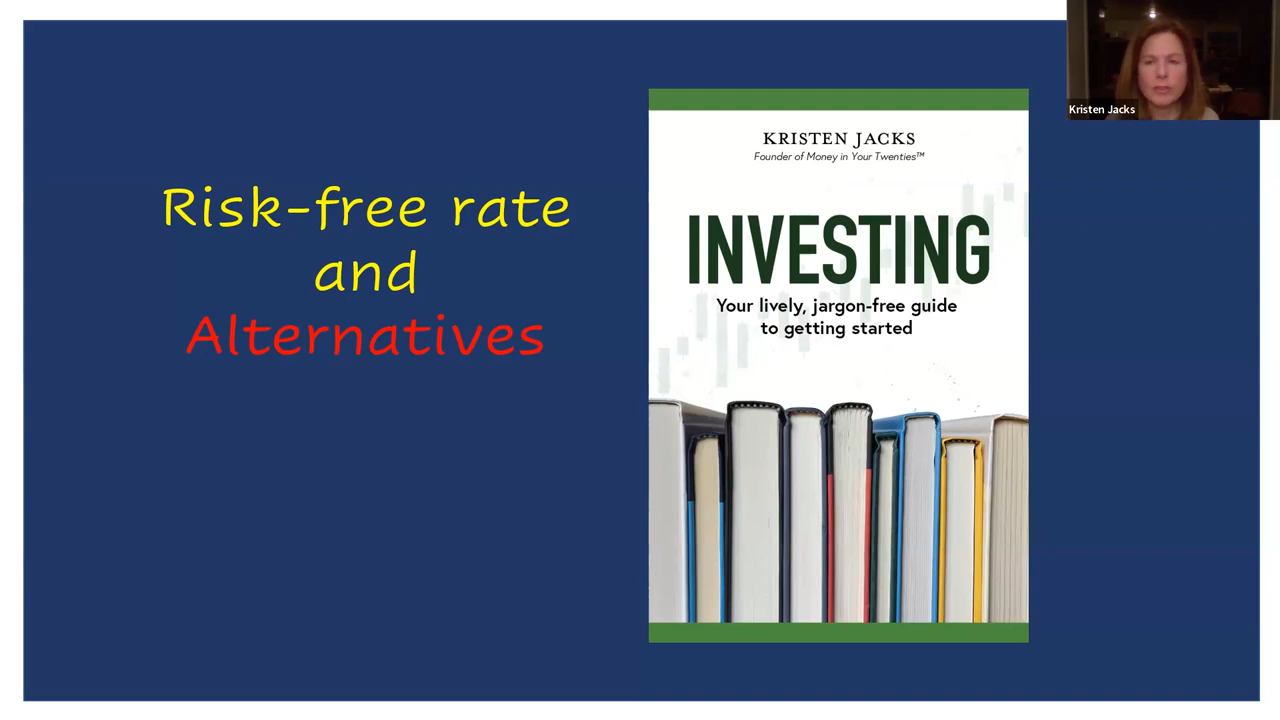 Risk-free rate
and
Alternatives
KRISTEN JACKS
Founder of Money in Your Twenties™
INVESTING
Your lively, jargon-free guide
to getting started
Kristen Jacks